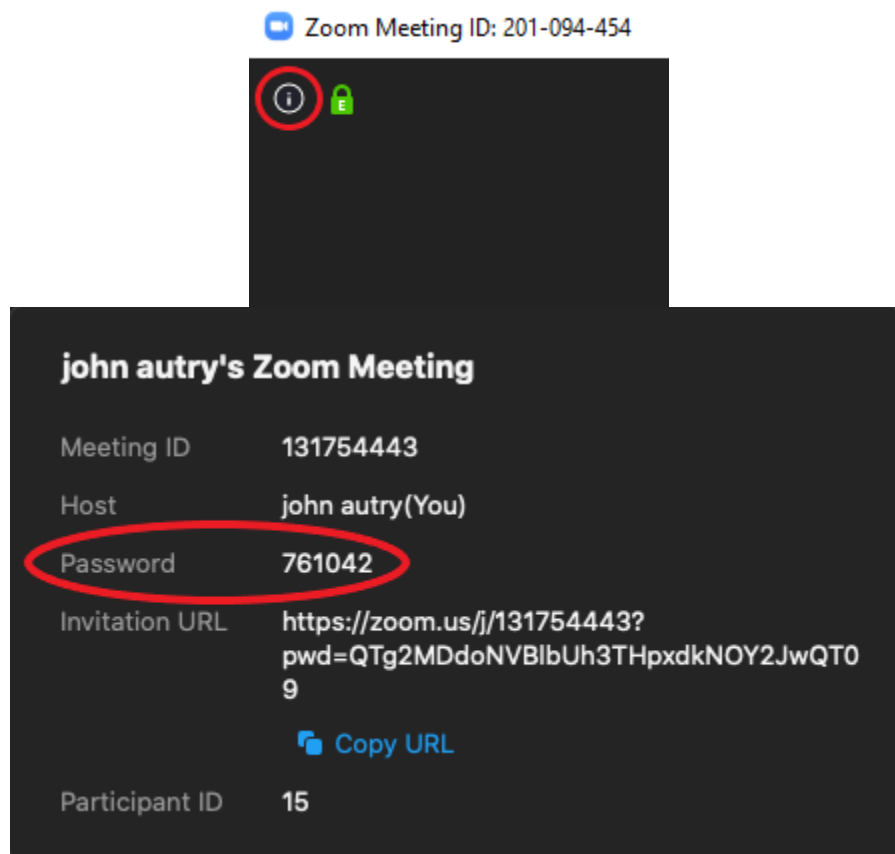 Zoom Meeting ID: 201-094-454
E
john autry's Zoom Meeting
Meeting ID 131754443
Host john autry(You)
Password 761042
Invitation URL https://zoom.us/j/131754443?
pwd=QTg2MDdoNVBlbUh3THpxdkNOY2JwQT0
9
Copy URL
Participant ID 15